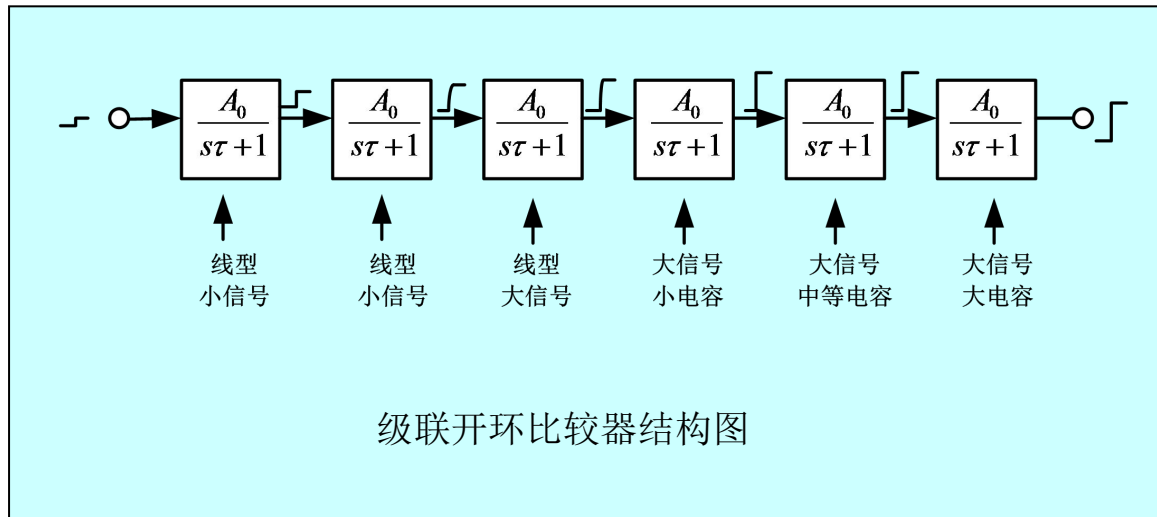 A₀ A₀ A₀ A₀ A₀ A₀
sτ+1 sτ+1 sτ+1 sτ+1 sτ+1 sτ+1
线型
小信号
线型
小信号
线型
大信号
大信号
小电容
大信号
中等电容
大信号
大电容
级联开环比较器结构图